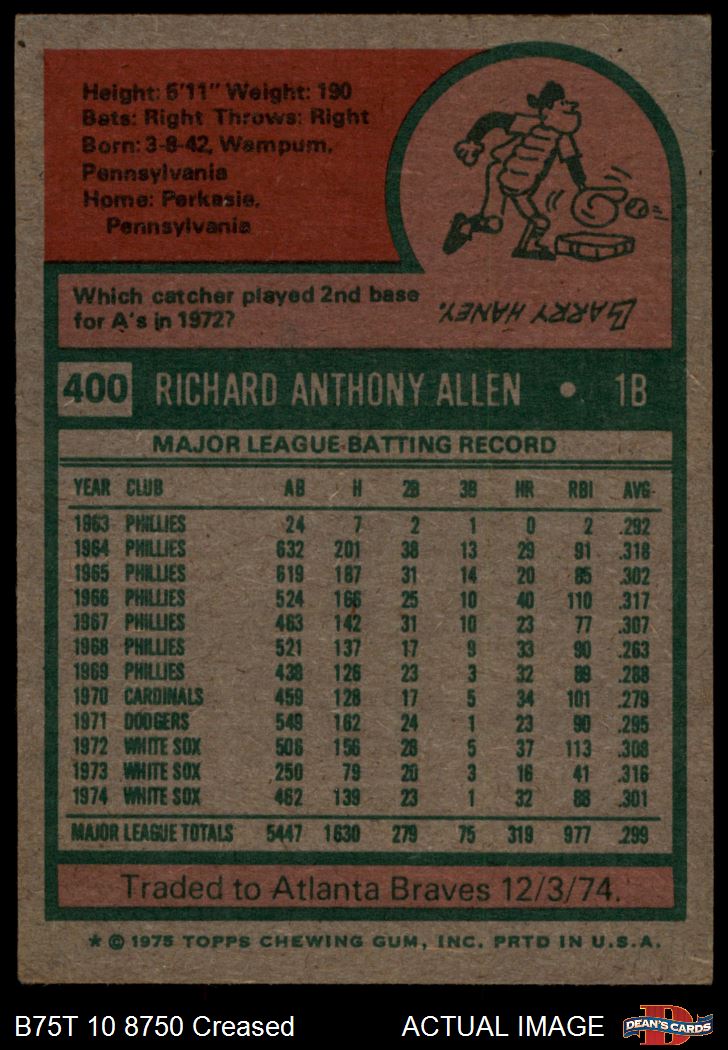 Height: 5'11" Weight: 190
Bats: Right Throws: Right
Born: 3-8-42, Wampum,
Pennsylvania
Home: Perkasie,
Pennsylvania
Which catcher played 2nd base
for A's in 1972?
BARRY HANEY.
400 RICHARD ANTHONY ALLEN • 1B
MAJOR LEAGUE BATTING RECORD
YEAR CLUB AB H 2B 3B HR RBI AVG.
1963 PHILLIES 24 7 2 1 0 2 .292
1964 PHILLIES 632 201 38 13 29 91 .318
1965 PHILLIES 619 187 31 14 20 85 .302
1966 PHILLIES 524 166 25 10 40 110 .317
1967 PHILLIES 463 142 31 10 23 77 .307
1968 PHILLIES 521 137 17 9 33 90 .263
1969 PHILLIES 438 126 23 3 32 89 .288
1970 CARDINALS 459 128 17 5 34 101 .279
1971 DODGERS 549 162 24 1 23 90 .295
1972 WHITE SOX 506 156 28 5 37 113 .308
1973 WHITE SOX 250 79 20 3 16 41 .316
1974 WHITE SOX 462 139 23 1 32 88 .301
MAJOR LEAGUE TOTALS 5447 1630 279 75 319 977 .299
Traded to Atlanta Braves 12/3/74.
* © 1975 TOPPS CHEWING GUM, INC. PRTD IN U.S.A.
B75T 10 8750 Creased ACTUAL IMAGE
D
DEAN'S CARDS